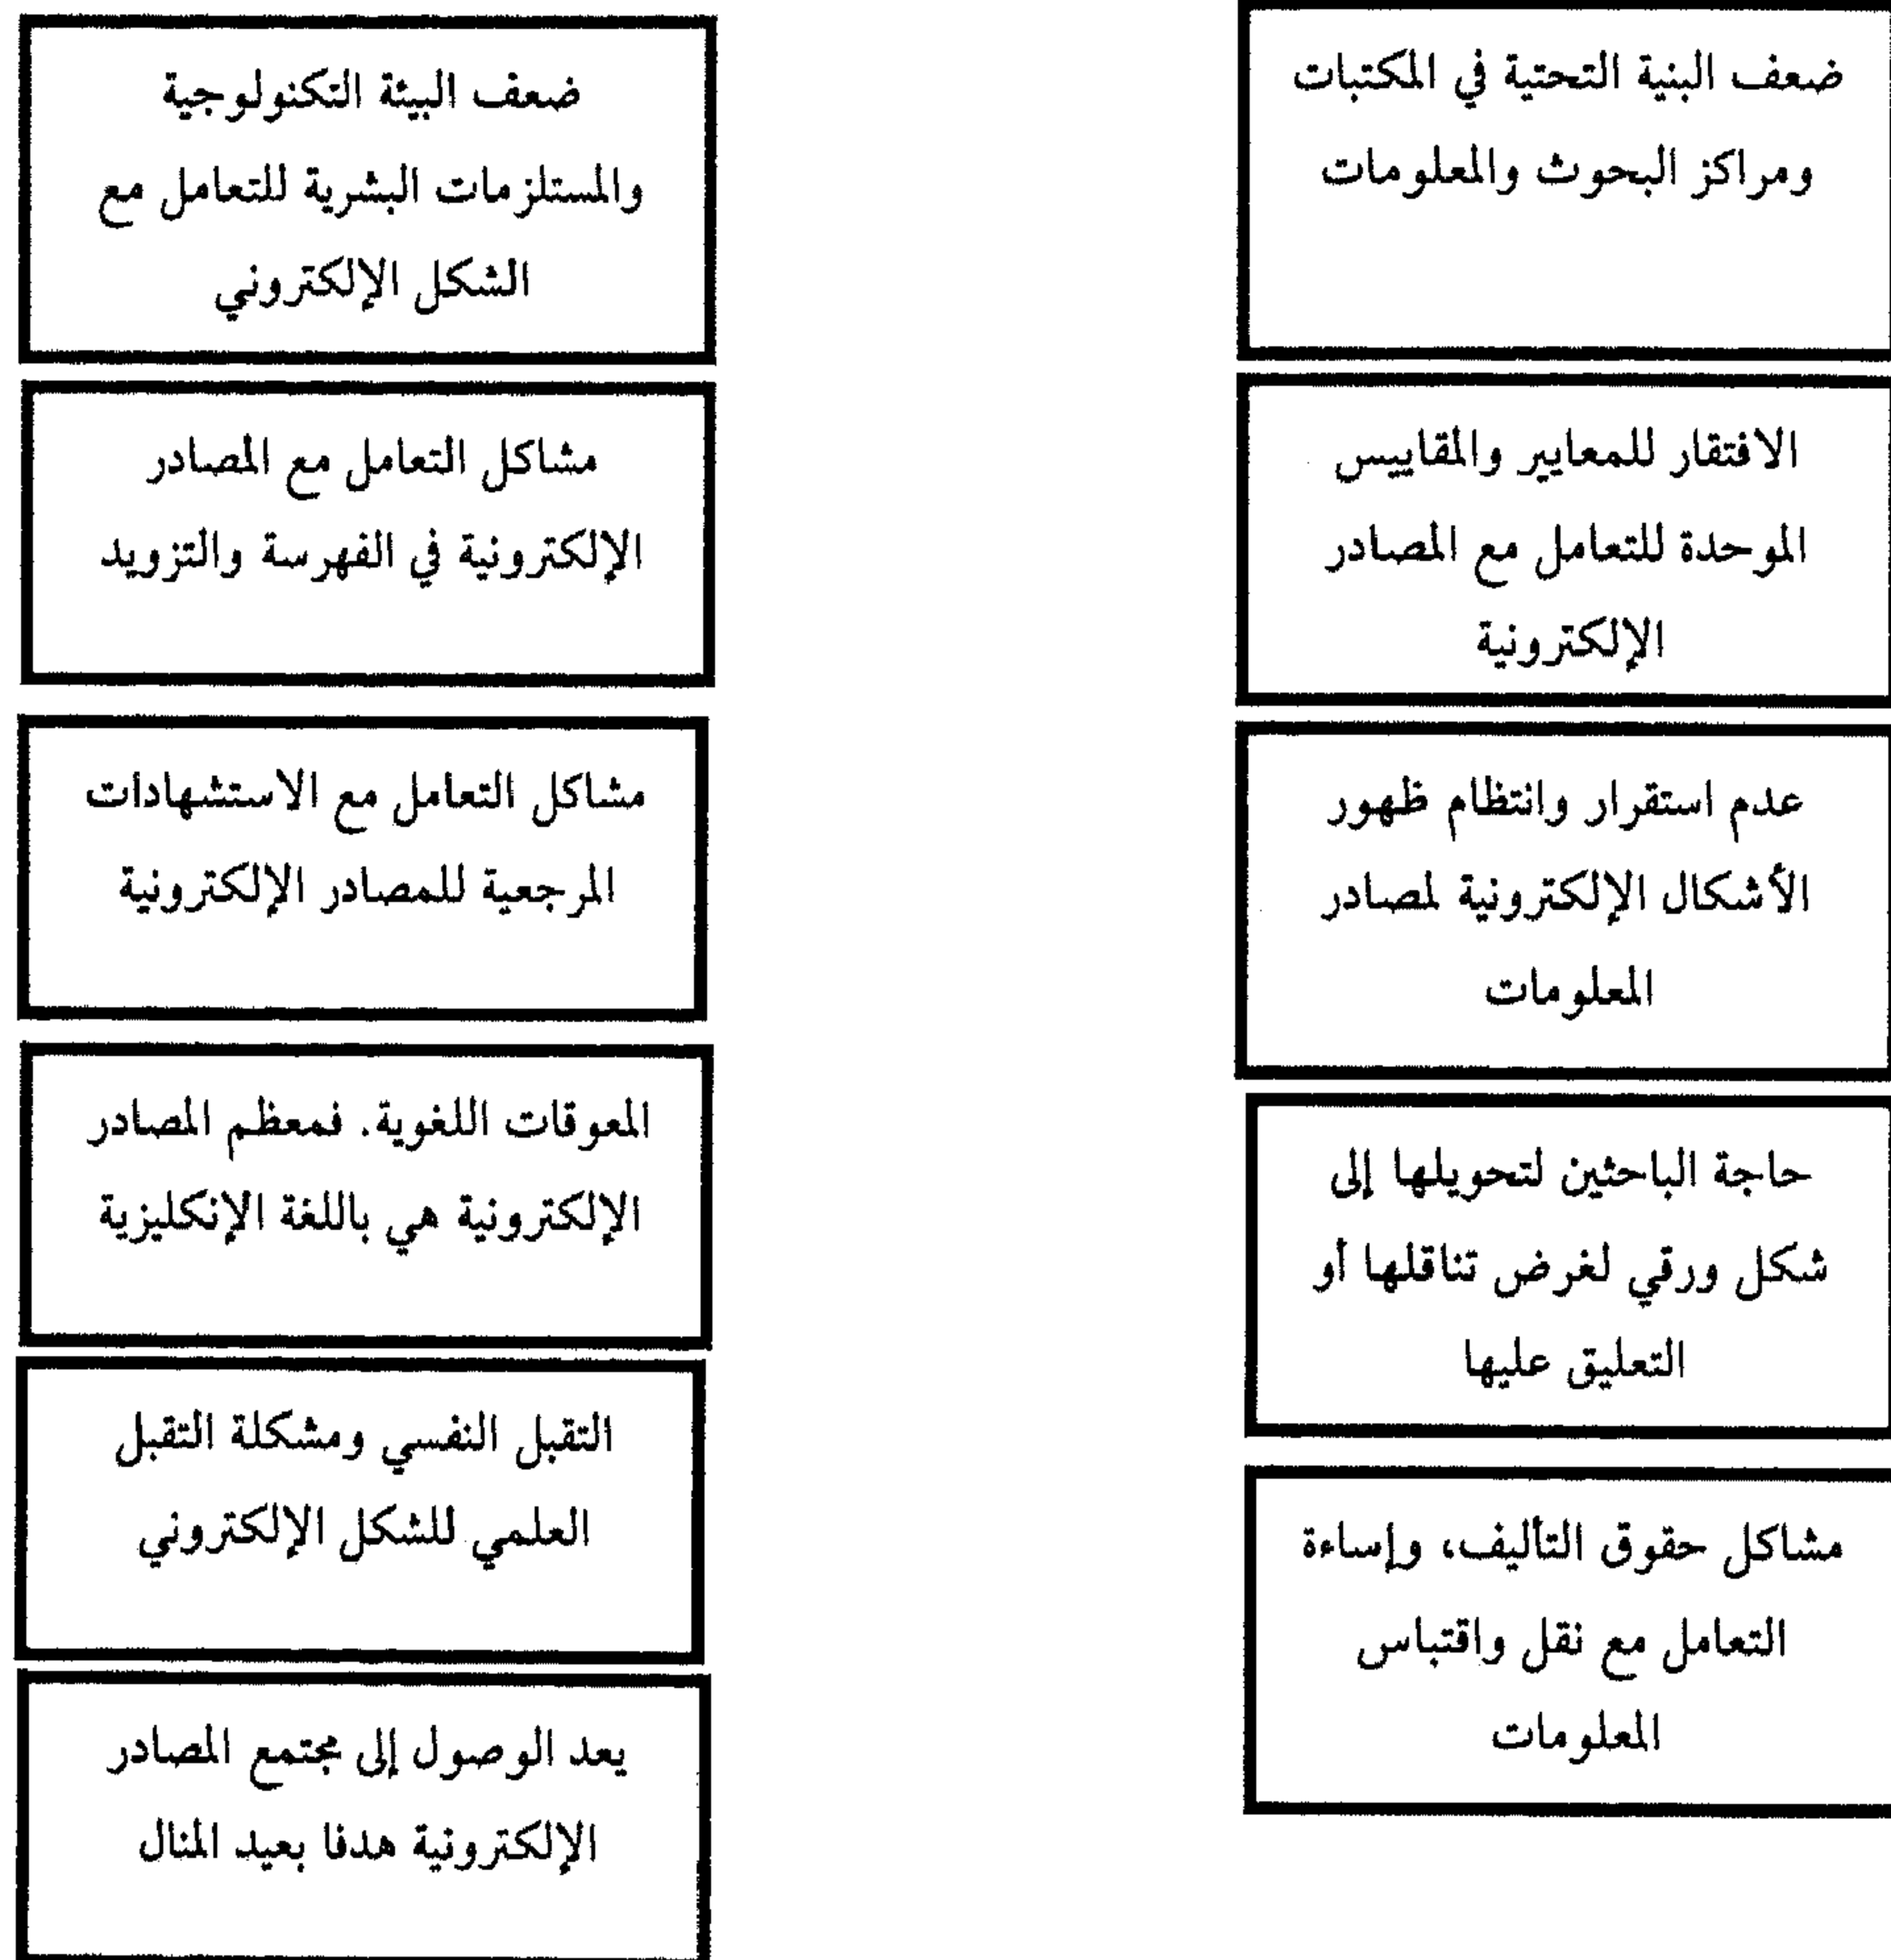 ضعف البنية التحتية في المكتبات
ومراكز البحوث والمعلومات
الافتقار للمعايير والمقاييس
الموحدة للتعامل مع المصادر
الإلكترونية
عدم استقرار وانتظام ظهور
الأشكال الإلكترونية لمصادر
المعلومات
حاجة الباحثين لتحويلها إلى
شكل ورقي لغرض تناقلها أو
التعليق عليها
مشاكل حقوق التأليف، وإساءة
التعامل مع نقل واقتباس
المعلومات
ضعف البيئة التكنولوجية
والمستلزمات البشرية للتعامل مع
الشكل الإلكتروني
مشاكل التعامل مع المصادر
الإلكترونية في الفهرسة والتزويد
مشاكل التعامل مع الاستشهادات
المرجعية للمصادر الإلكترونية
المعوقات اللغوية. فمعظم المصادر
الإلكترونية هي باللغة الإنكليزية
التقبل النفسي ومشكلة التقبل
العلمي للشكل الإلكتروني
يعد الوصول إلى مجتمع المصادر
الإلكترونية هدفا بعيد المنال